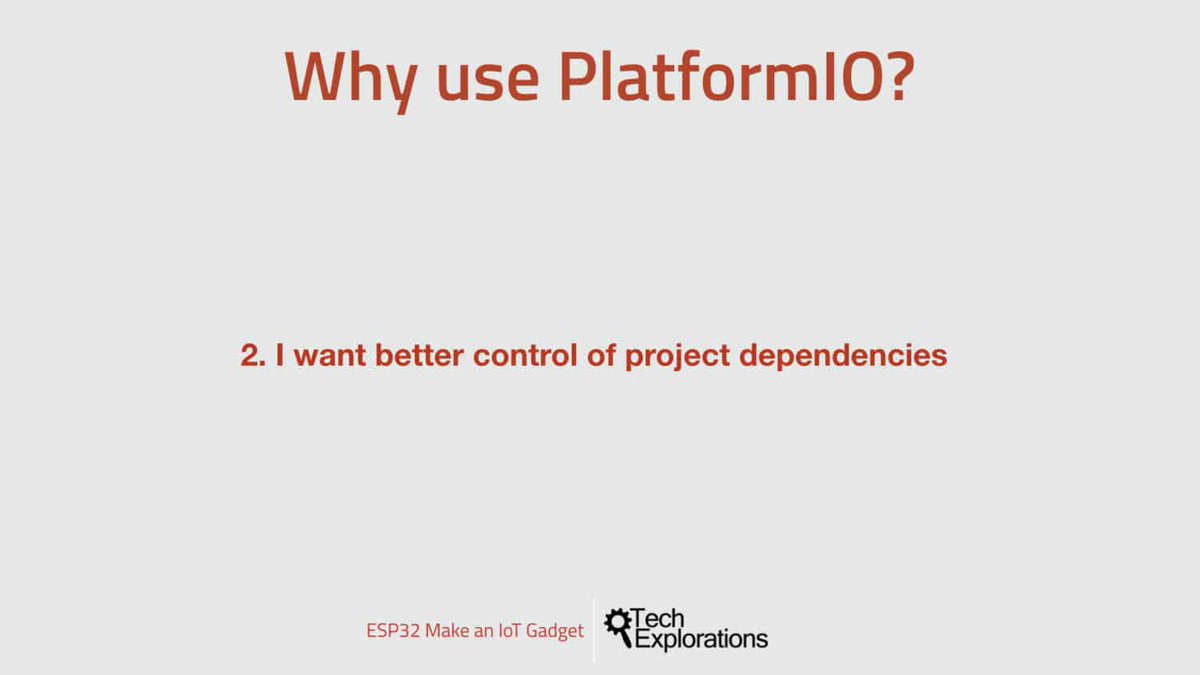 Why use PlatformIO?
2. I want better control of project dependencies
ESP32 Make an IoT Gadget
Tech
Explorations